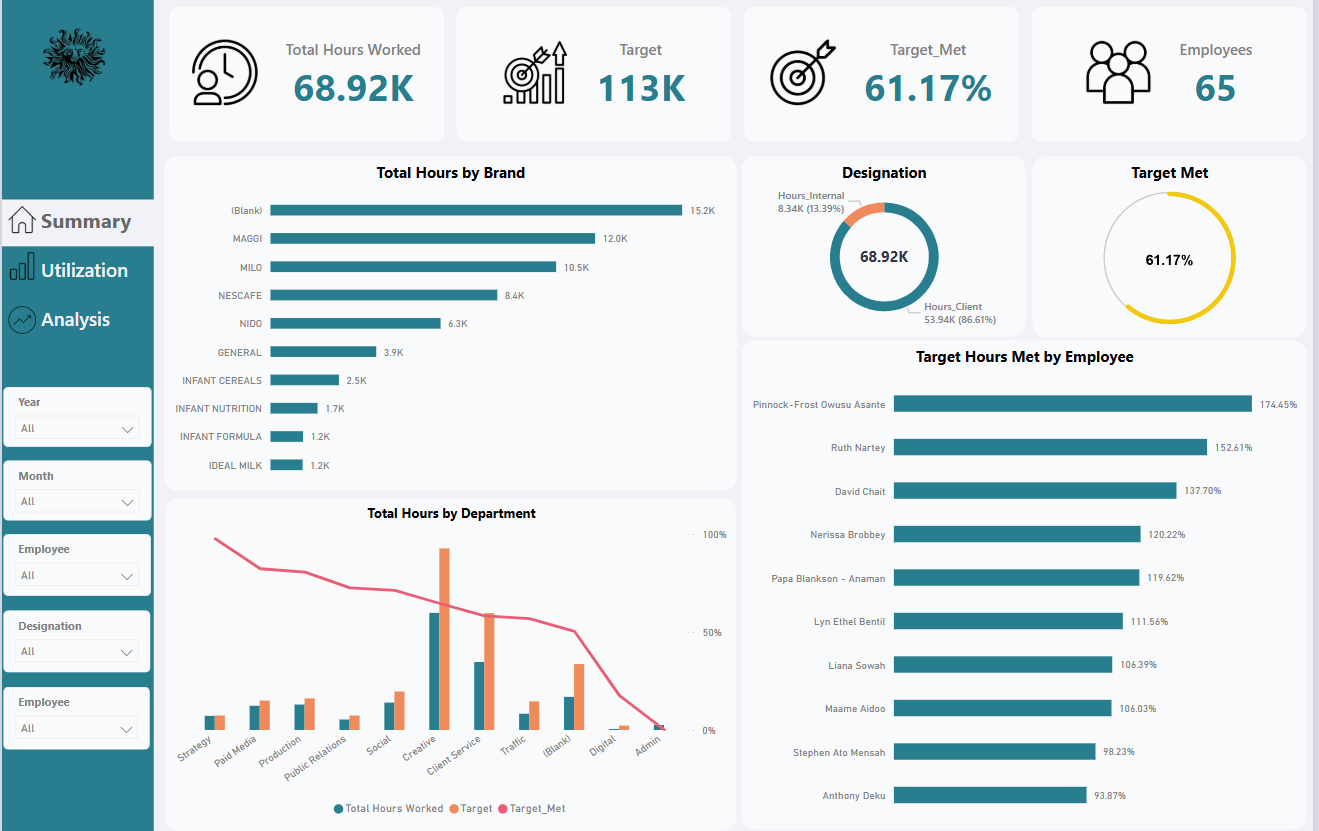 Total Hours Worked
68.92K
Target
113K
Target_Met
61.17%
Employees
65
Summary
Utilization
Analysis
Year
All
Month
All
Employee
All
Designation
All
Employee
All
Total Hours by Brand
(Blank) 15.2K
MAGGI 12.0K
MILO 10.5K
NESCAFE 8.4K
NIDO 6.3K
GENERAL 3.9K
INFANT CEREALS 2.5K
INFANT NUTRITION 1.7K
INFANT FORMULA 1.2K
IDEAL MILK 1.2K
Designation
Hours_Internal
8.34K (13.39%)
68.92K
Hours_Client
53.94K (86.61%)
Target Met
61.17%
Total Hours by Department
100%
50%
0%
Strategy
Paid Media
Production
Public Relations
Social
Creative
Client Service
Traffic
(Blank)
Digital
Admin
Total Hours Worked Target Target_Met
Target Hours Met by Employee
Pinnock-Frost Owusu Asante 174.45%
Ruth Nartey 152.61%
David Chait 137.70%
Nerissa Brobbey 120.22%
Papa Blankson - Anaman 119.62%
Lyn Ethel Bentil 111.56%
Liana Sowah 106.39%
Maame Aidoo 106.03%
Stephen Ato Mensah 98.23%
Anthony Deku 93.87%